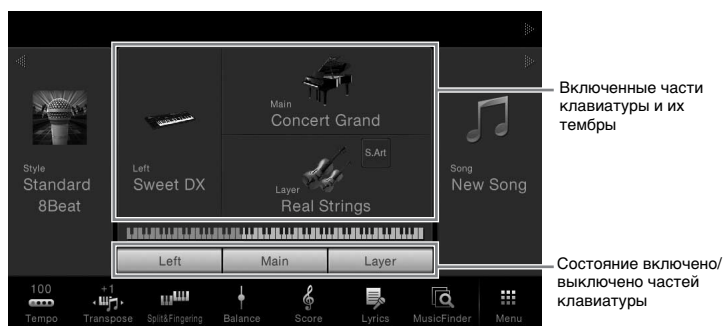 Style
Standard
8Beat
Left
Sweet DX
Main
Concert Grand
S.Art
Layer
Real Strings
Song
New Song
Left Main Layer
100
Tempo
+1
Transpose
Split&Fingering
Balance
Score
Lyrics
MusicFinder
Menu
Включенные части
клавиатуры и их
тембры
Состояние включено/
выключено частей
клавиатуры